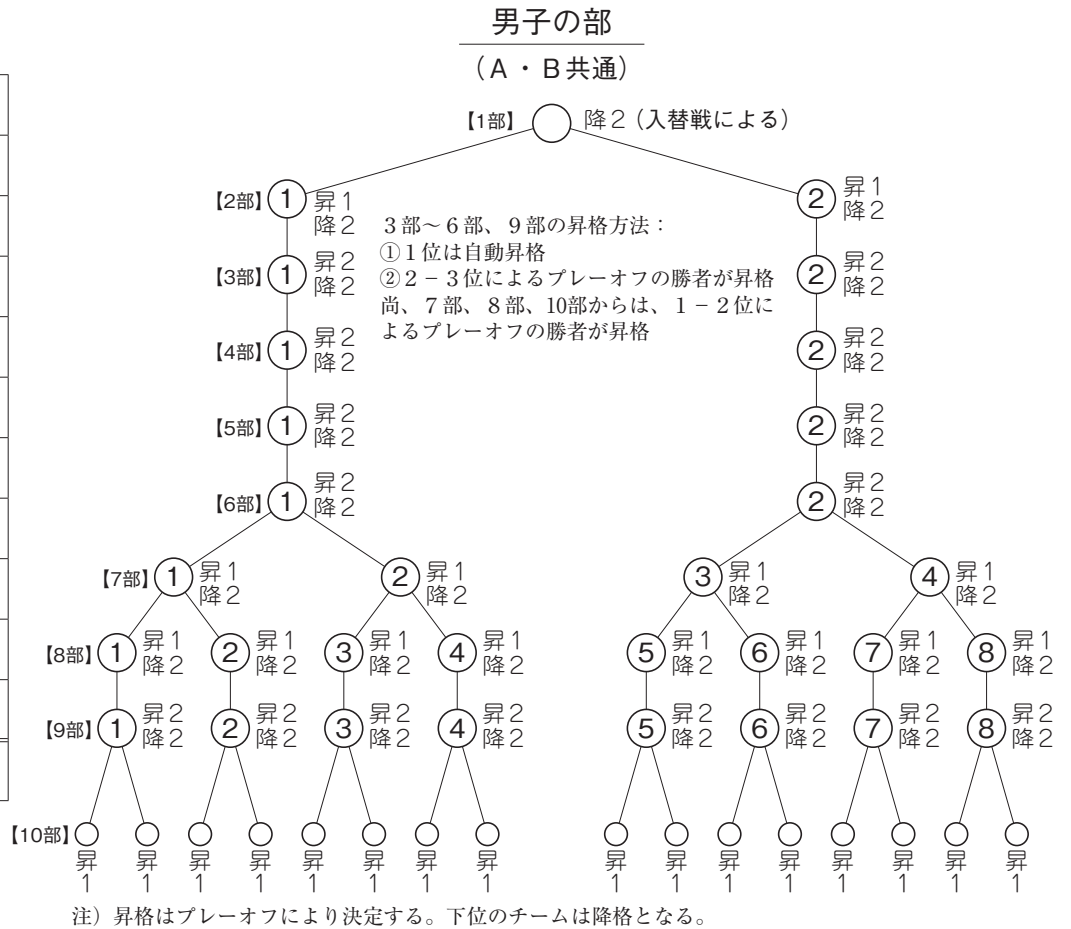 男子の部
(A・B共通)
【1部】 降2(入替戦による)
【2部】 1 昇1 降2 2 昇1 降2
3部～6部、9部の昇格方法：
①1位は自動昇格
②2－3位によるプレーオフの勝者が昇格
尚、7部、8部、10部からは、1－2位に
よるプレーオフの勝者が昇格
【3部】 1 昇2 降2 2 昇2 降2
【4部】 1 昇2 降2 2 昇2 降2
【5部】 1 昇2 降2 2 昇2 降2
【6部】 1 昇2 降2 2 昇2 降2
【7部】 1 昇1 降2 2 昇1 降2 3 昇1 降2 4 昇1 降2
【8部】 1 昇1 降2 2 昇1 降2 3 昇1 降2 4 昇1 降2 5 昇1 降2 6 昇1 降2 7 昇1 降2 8 昇1 降2
【9部】 1 昇2 降2 2 昇2 降2 3 昇2 降2 4 昇2 降2 5 昇2 降2 6 昇2 降2 7 昇2 降2 8 昇2 降2
【10部】
昇1 昇1 昇1 昇1 昇1 昇1 昇1 昇1 昇1 昇1 昇1 昇1 昇1 昇1 昇1 昇1
注）昇格はプレーオフにより決定する。下位のチームは降格となる。